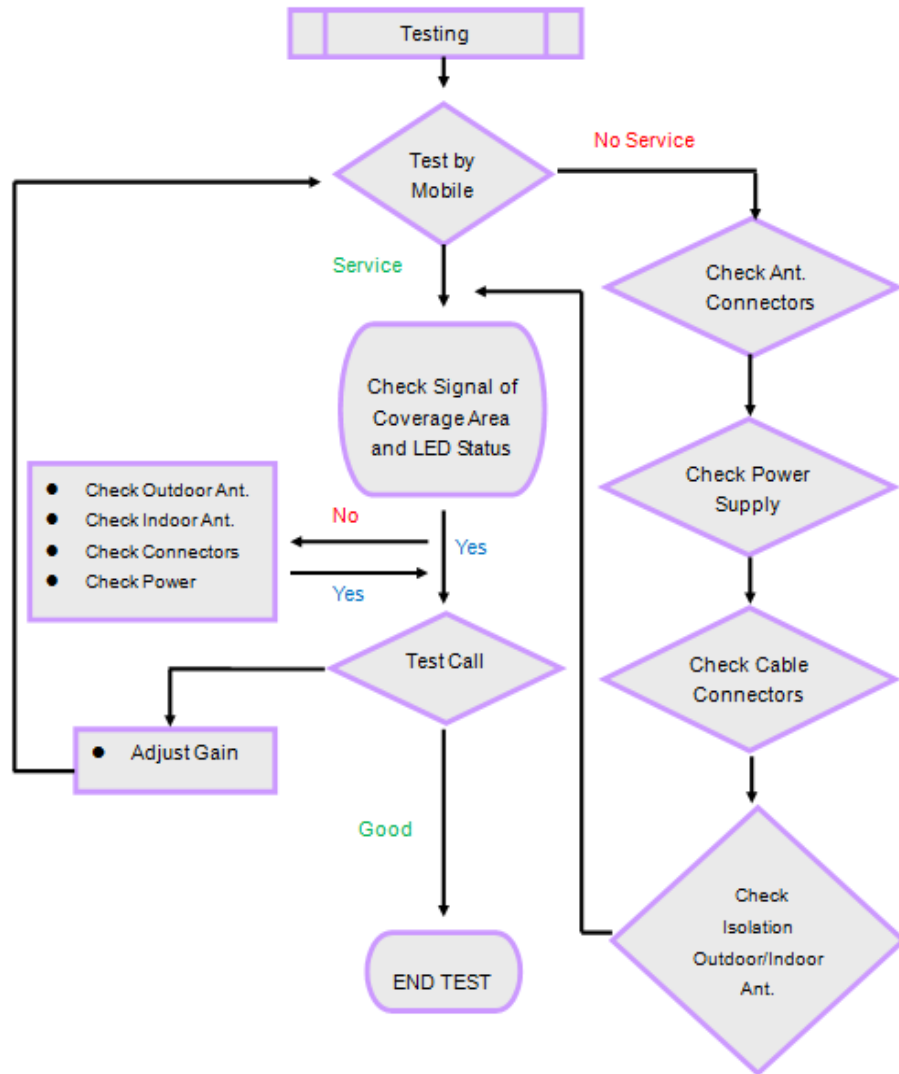 Testing
Test by
Mobile
No Service
Service
Check Ant.
Connectors
Check Signal of
Coverage Area
and LED Status
Check Power
Supply
● Check Outdoor Ant.
● Check Indoor Ant.
● Check Connectors
● Check Power
No
Yes
Yes
Test Call
Check Cable
Connectors
● Adjust Gain
Good
Check
Isolation
Outdoor/Indoor
Ant.
END TEST